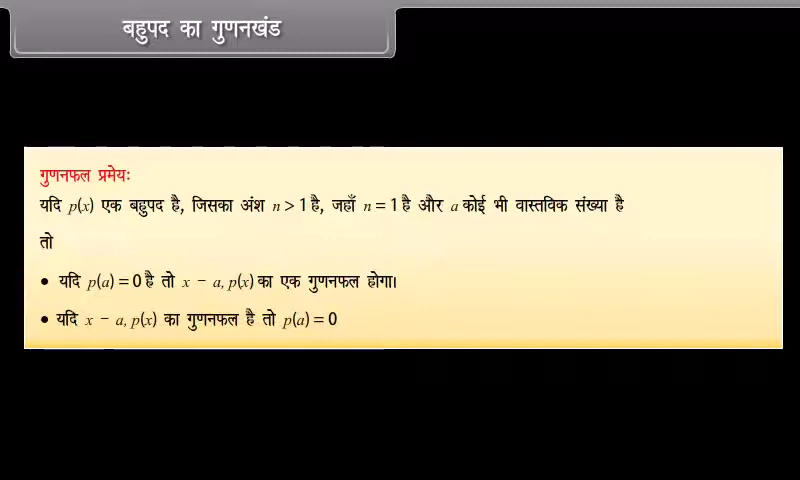 बहुपद का गुणनखंड
गुणनफल प्रमेयः
यदि p(x) एक बहुपद है, जिसका अंश n > 1 है, जहाँ n = 1 है और a कोई भी वास्तविक संख्या है
तो
• यदि p(a) = 0 है तो x − a, p(x) का एक गुणनफल होगा।
• यदि x − a, p(x) का गुणनफल है तो p(a) = 0